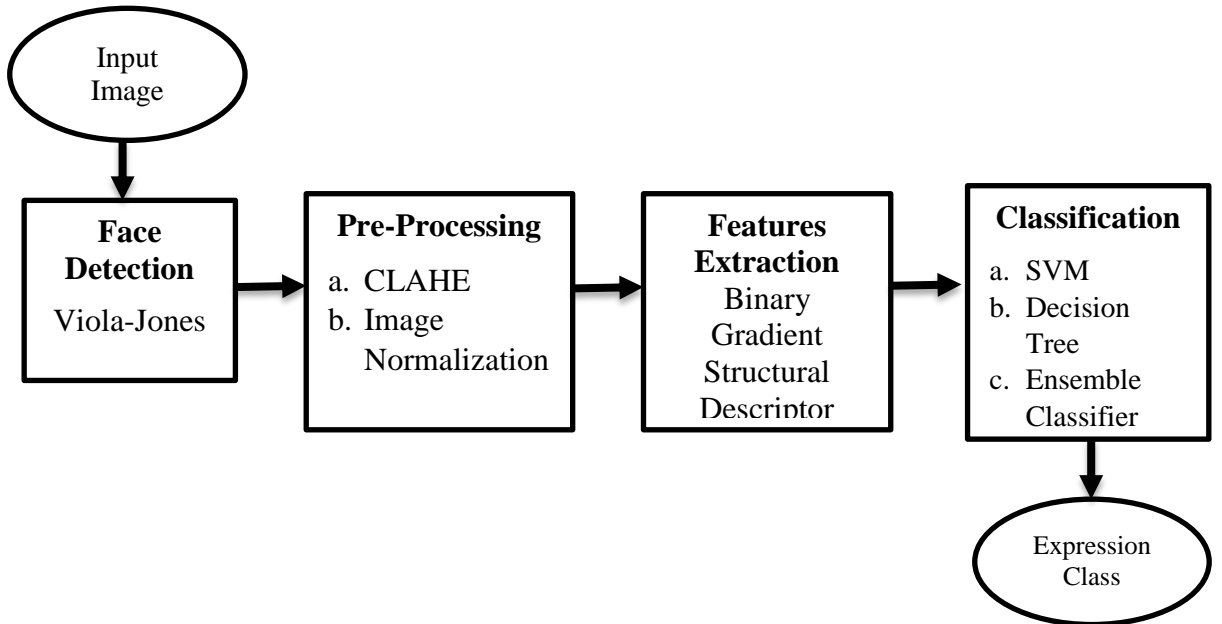 Input
Image
Face
Detection
Viola-Jones
Pre-Processing
a. CLAHE
b. Image
Normalization
Features
Extraction
Binary
Gradient
Structural
Descriptor
Classification
a. SVM
b. Decision
Tree
c. Ensemble
Classifier
Expression
Class